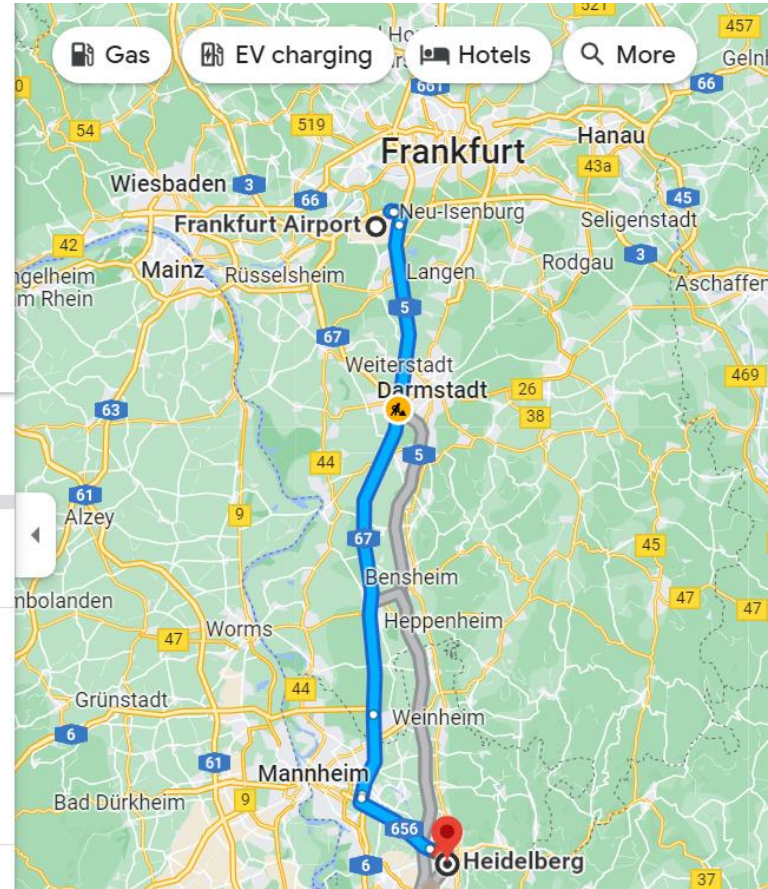 521
457
Gas
EV charging
Hotels
More
661
66
54
519
Frankfurt
Hanau
43a
Wiesbaden
3
66
45
Frankfurt Airport
Neu-Isenburg
Seligenstadt
42
3
Mainz
Rüsselsheim
Langen
Rodgau
m Rhein
5
67
Weiterstadt
Darmstadt
26
469
63
38
44
5
61
Alzey
9
67
45
Bensheim
47
47
Worms
47
Heppenheim
44
Grünstadt
6
Weinheim
61
Mannheim
Bad Dürkheim
9
656
6
Heidelberg
37